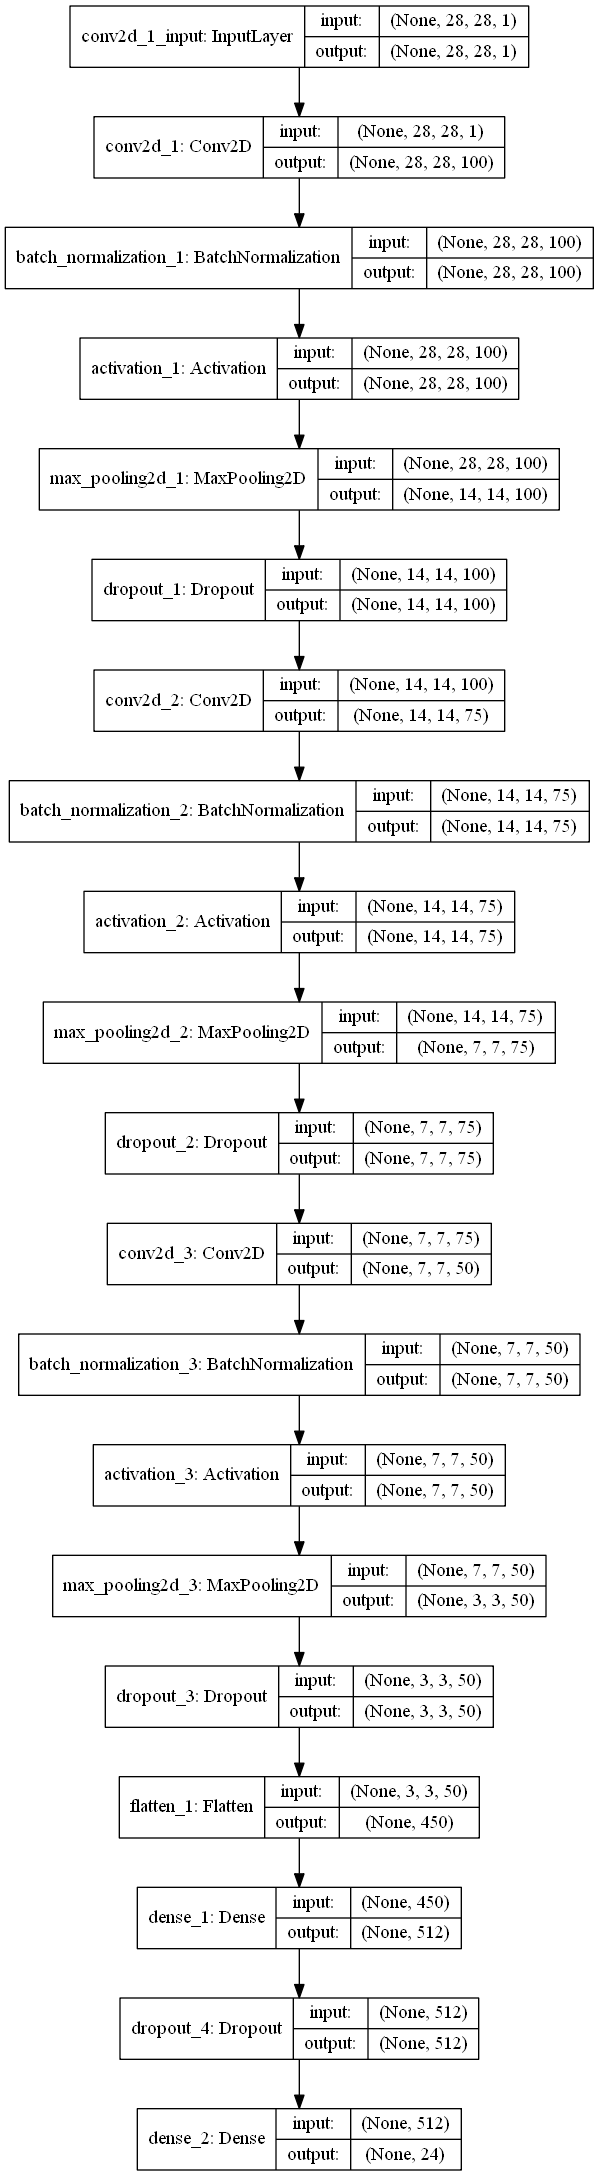 conv2d_1_input: InputLayer
input: (None, 28, 28, 1)
output: (None, 28, 28, 1)
conv2d_1: Conv2D
input: (None, 28, 28, 1)
output: (None, 28, 28, 100)
batch_normalization_1: BatchNormalization
input: (None, 28, 28, 100)
output: (None, 28, 28, 100)
activation_1: Activation
input: (None, 28, 28, 100)
output: (None, 28, 28, 100)
max_pooling2d_1: MaxPooling2D
input: (None, 28, 28, 100)
output: (None, 14, 14, 100)
dropout_1: Dropout
input: (None, 14, 14, 100)
output: (None, 14, 14, 100)
conv2d_2: Conv2D
input: (None, 14, 14, 100)
output: (None, 14, 14, 75)
batch_normalization_2: BatchNormalization
input: (None, 14, 14, 75)
output: (None, 14, 14, 75)
activation_2: Activation
input: (None, 14, 14, 75)
output: (None, 14, 14, 75)
max_pooling2d_2: MaxPooling2D
input: (None, 14, 14, 75)
output: (None, 7, 7, 75)
dropout_2: Dropout
input: (None, 7, 7, 75)
output: (None, 7, 7, 75)
conv2d_3: Conv2D
input: (None, 7, 7, 75)
output: (None, 7, 7, 50)
batch_normalization_3: BatchNormalization
input: (None, 7, 7, 50)
output: (None, 7, 7, 50)
activation_3: Activation
input: (None, 7, 7, 50)
output: (None, 7, 7, 50)
max_pooling2d_3: MaxPooling2D
input: (None, 7, 7, 50)
output: (None, 3, 3, 50)
dropout_3: Dropout
input: (None, 3, 3, 50)
output: (None, 3, 3, 50)
flatten_1: Flatten
input: (None, 3, 3, 50)
output: (None, 450)
dense_1: Dense
input: (None, 450)
output: (None, 512)
dropout_4: Dropout
input: (None, 512)
output: (None, 512)
dense_2: Dense
input: (None, 512)
output: (None, 24)